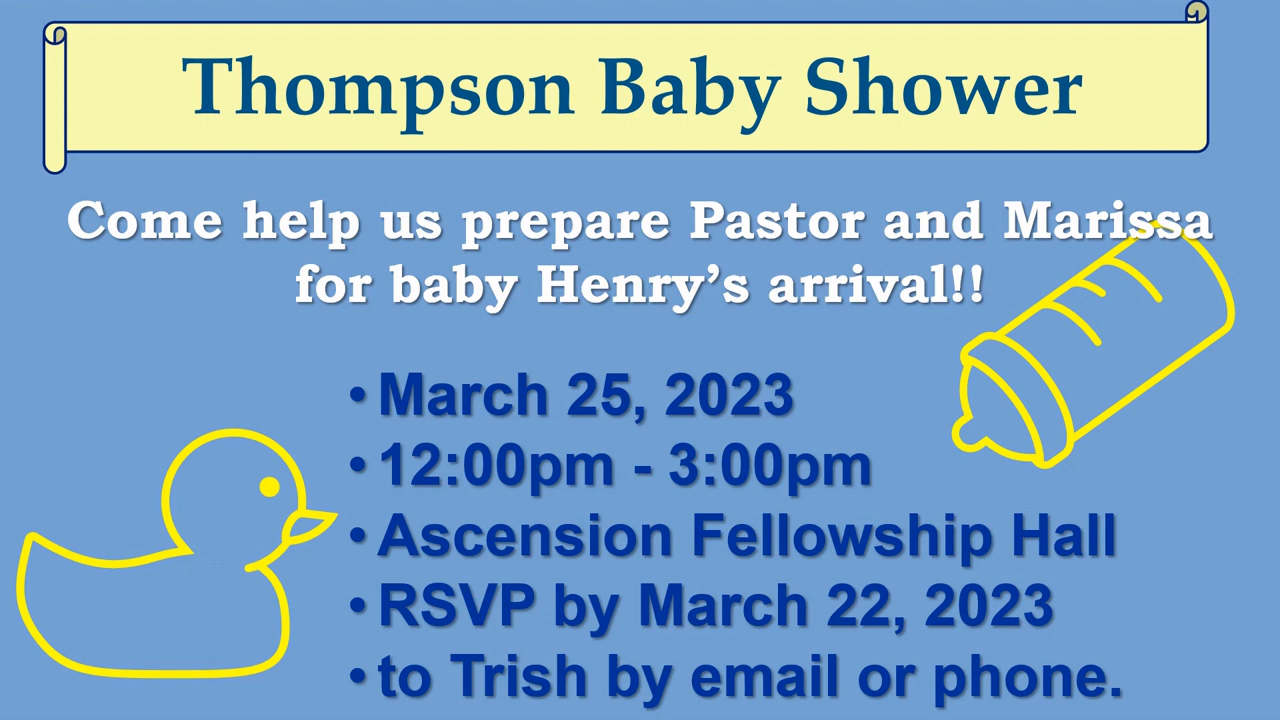 Thompson Baby Shower
Come help us prepare Pastor and Marissa
for baby Henry’s arrival!!
• March 25, 2023
• 12:00pm - 3:00pm
• Ascension Fellowship Hall
• RSVP by March 22, 2023
• to Trish by email or phone.